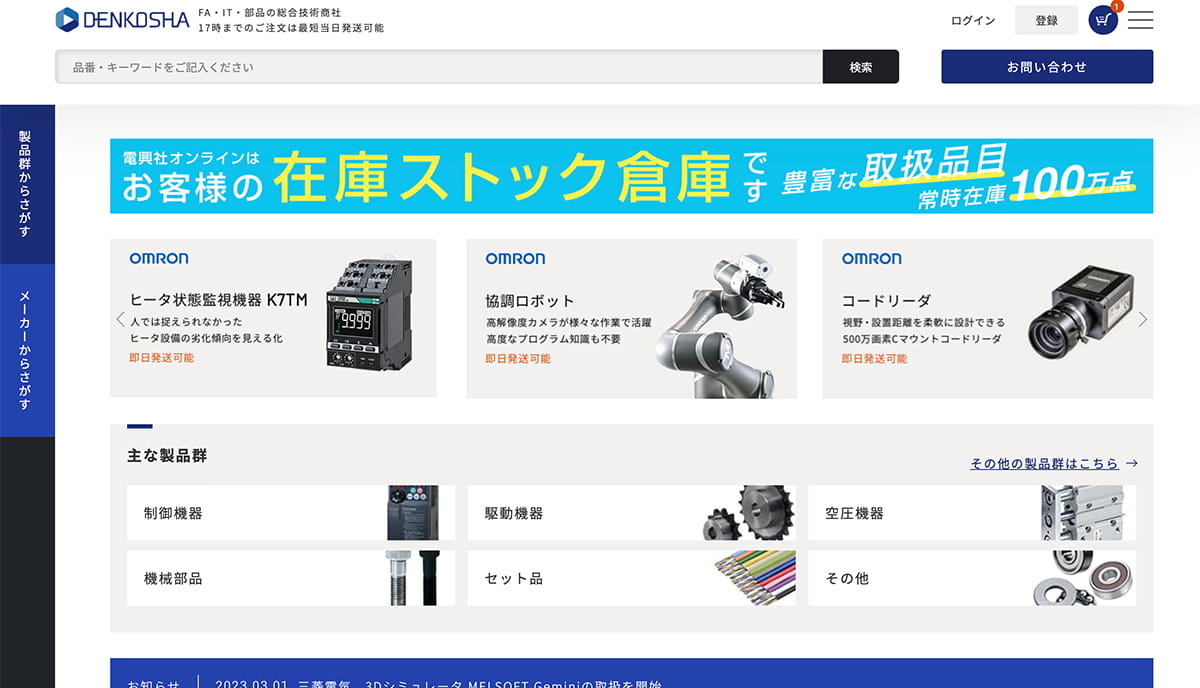 DENKOSHA
FA・IT・部品の総合技術商社
17時までのご注文は最短当日発送可能
ログイン
登録
1
品番・キーワードをご記入ください
検索
お問い合わせ
製品群からさがす
メーカーからさがす
電興社オンラインは
お客様の在庫ストック倉庫です
豊富な取扱品目
常時在庫100万点
OMRON
ヒータ状態監視機器 K7TM
人では捉えられなかった
ヒータ設備の劣化傾向を見える化
即日発送可能
9.999
OMRON
協調ロボット
高解像度カメラが様々な作業で活躍
高度なプログラム知識も不要
即日発送可能
OMRON
コードリーダ
視野・設置距離を柔軟に設計できる
500万画素Cマウントコードリーダ
即日発送可能
主な製品群
その他の製品群はこちら →
制御機器
駆動機器
空圧機器
機械部品
セット品
その他
お知らせ
2023.03.01 三菱電気 3Dシミュレータ MELSOFT Geminiの取扱を開始